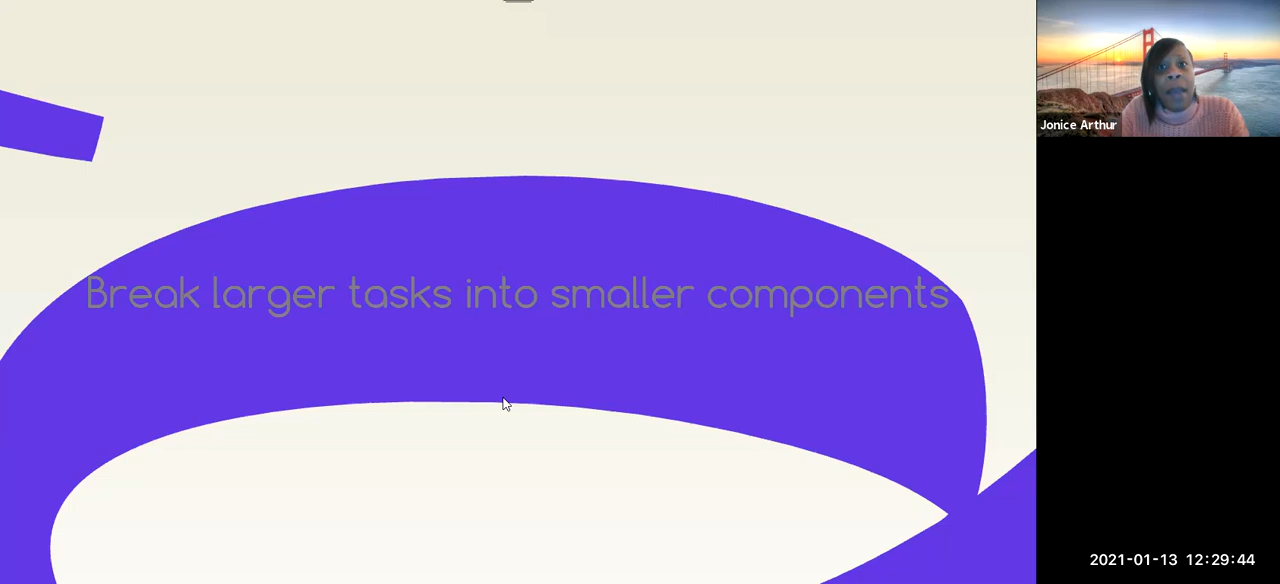 Break larger tasks into smaller components
Jonice Arthur
2021-01-13 12:29:44